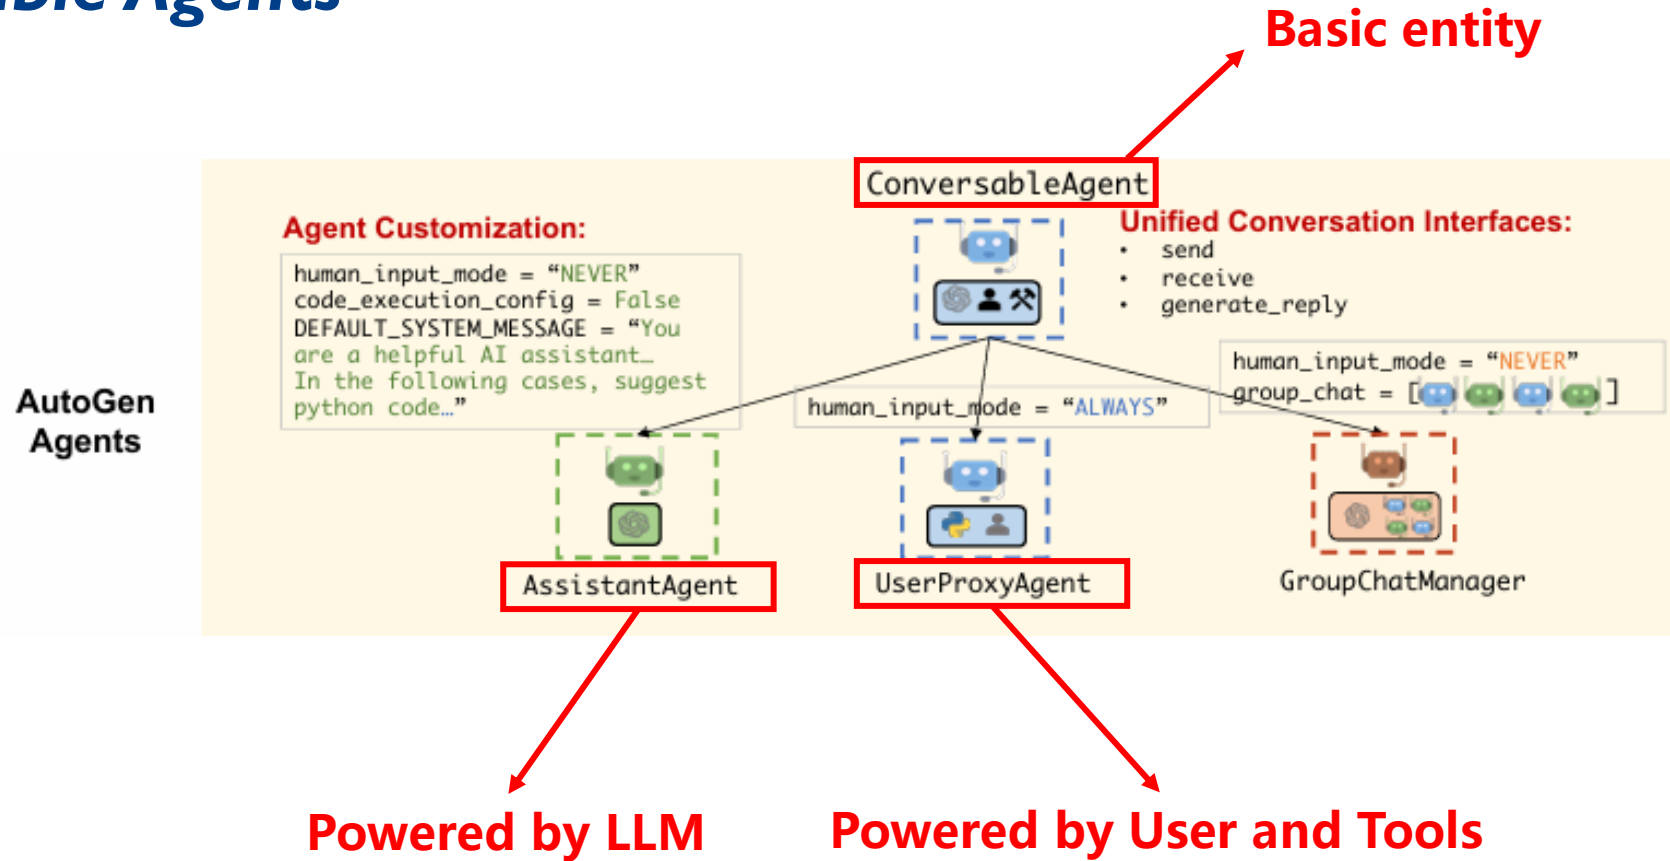 Agents
Basic entity
ConversableAgent
Agent Customization:
human_input_mode = “NEVER”
code_execution_config = False
DEFAULT_SYSTEM_MESSAGE = “You
are a helpful AI assistant…
In the following cases, suggest
python code…”
Unified Conversation Interfaces:
• send
• receive
• generate_reply
human_input_mode = “ALWAYS”
human_input_mode = “NEVER”
group_chat = [ ]
AutoGen
Agents
AssistantAgent
UserProxyAgent
GroupChatManager
Powered by LLM
Powered by User and Tools